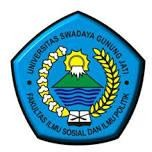 UNIVERSITAS SWADAYA GUNUNG JATI
FAKULTAS ILMU SOSIAL DAN ILMU POLITIK